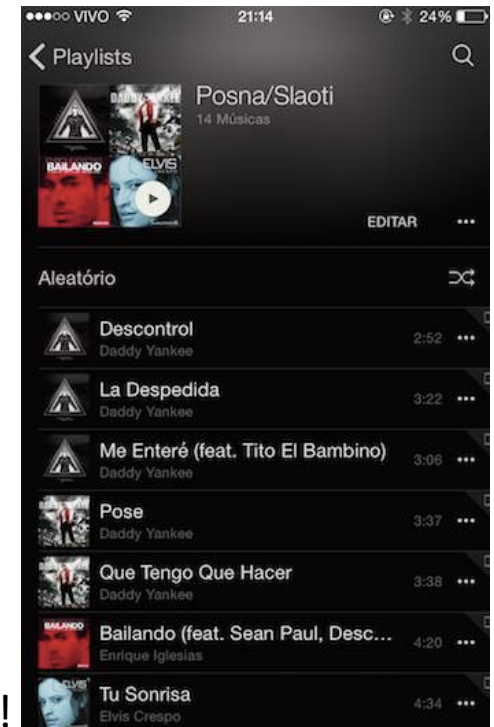 VIVO 21:14 24%
Playlists
DADDY YANKEE
BAILANDO
ELVIS
Posna/Slaoti
14 Músicas
EDITAR
Aleatório
Descontrol 2:52
Daddy Yankee
La Despedida 3:22
Daddy Yankee
Me Enteré (feat. Tito El Bambino) 3:06
Daddy Yankee
Pose 3:37
Daddy Yankee
Que Tengo Que Hacer 3:38
Daddy Yankee
BAILANDO
Bailando (feat. Sean Paul, Desc... 4:20
Enrique Iglesias
ELVIS
Tu Sonrisa 4:34
Elvis Crespo
!